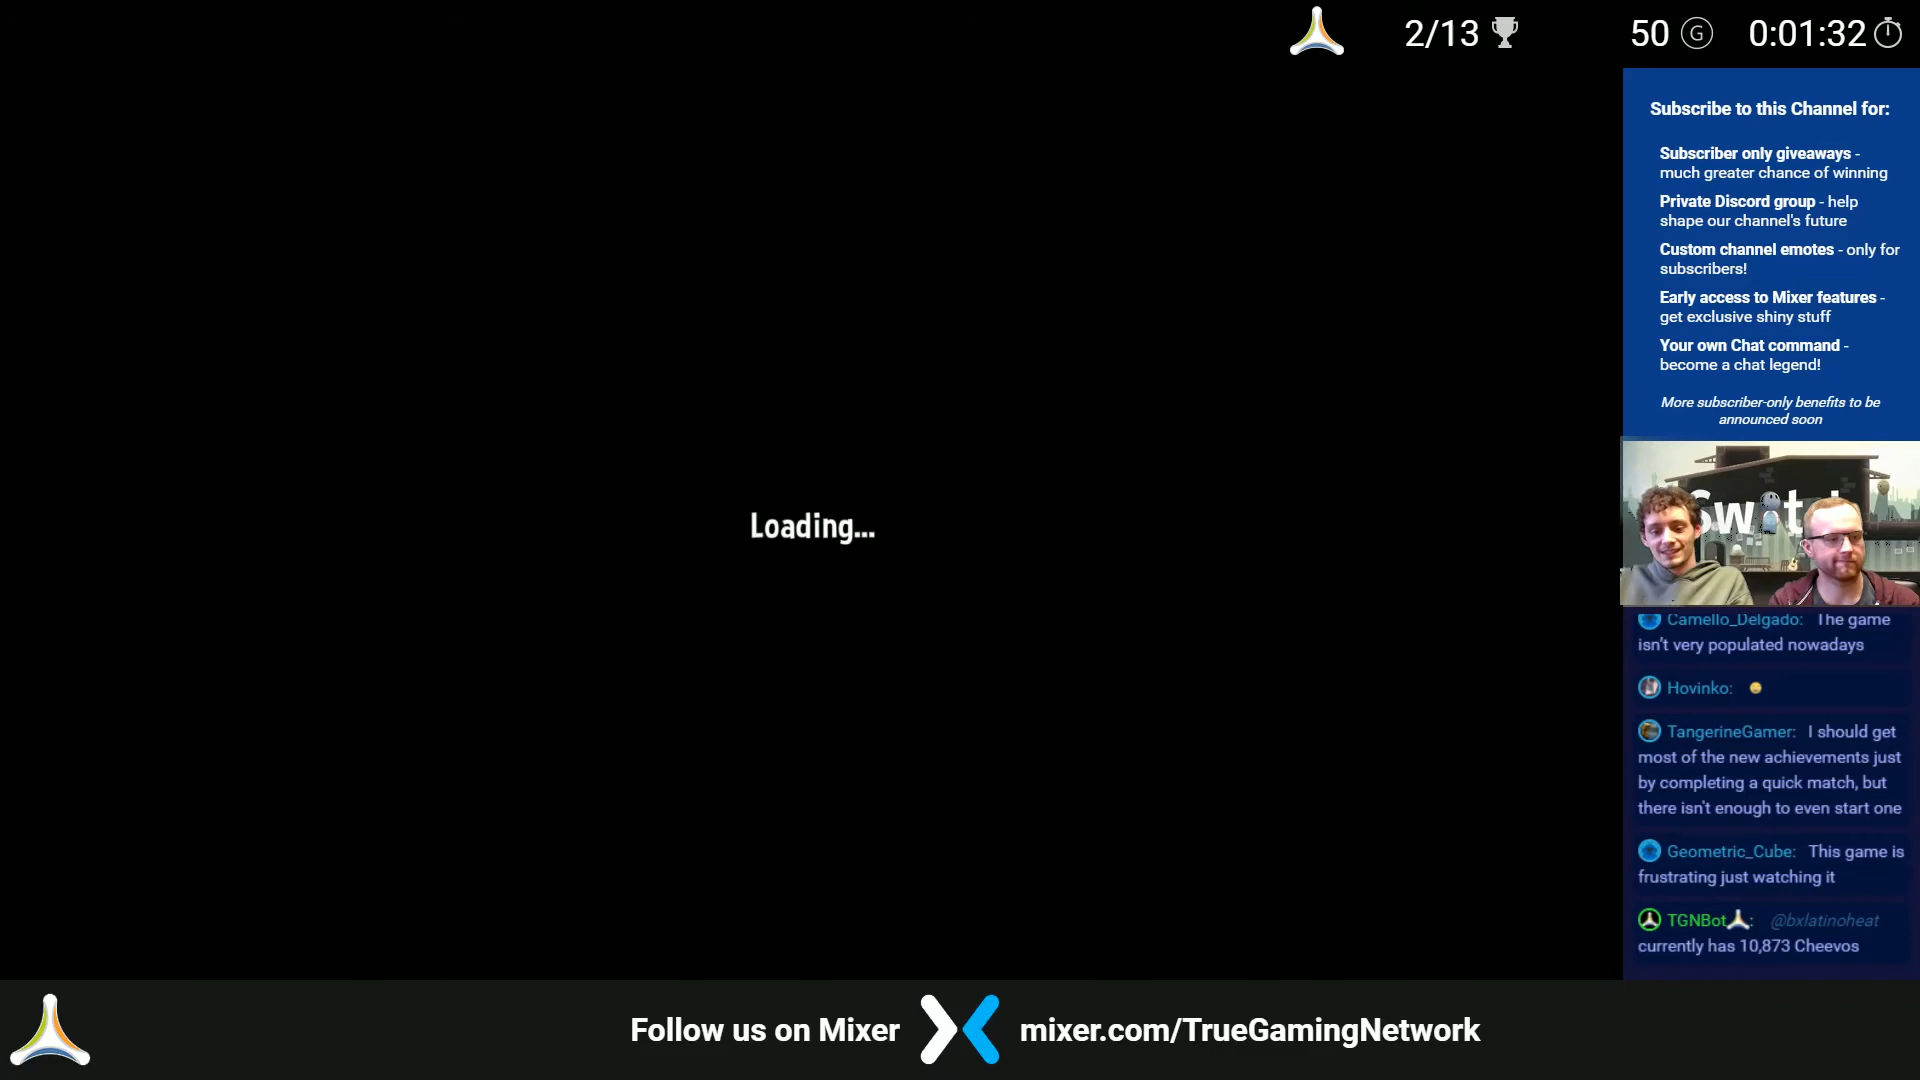 2/13
50 G 0:01:32
Subscribe to this Channel for:
Subscriber only giveaways -
much greater chance of winning
Private Discord group - help
shape our channel's future
Custom channel emotes - only for
subscribers!
Early access to Mixer features -
get exclusive shiny stuff
Your own Chat command -
become a chat legend!
More subscriber-only benefits to be
announced soon
Loading...
Camello_Delgado: The game
isn't very populated nowadays
Hovinko:
TangerineGamer: I should get
most of the new achievements just
by completing a quick match, but
there isn't enough to even start one
Geometric_Cube: This game is
frustrating just watching it
TGNBot: @bxlatinoheat
currently has 10,873 Cheevos
Follow us on Mixer mixer.com/TrueGamingNetwork